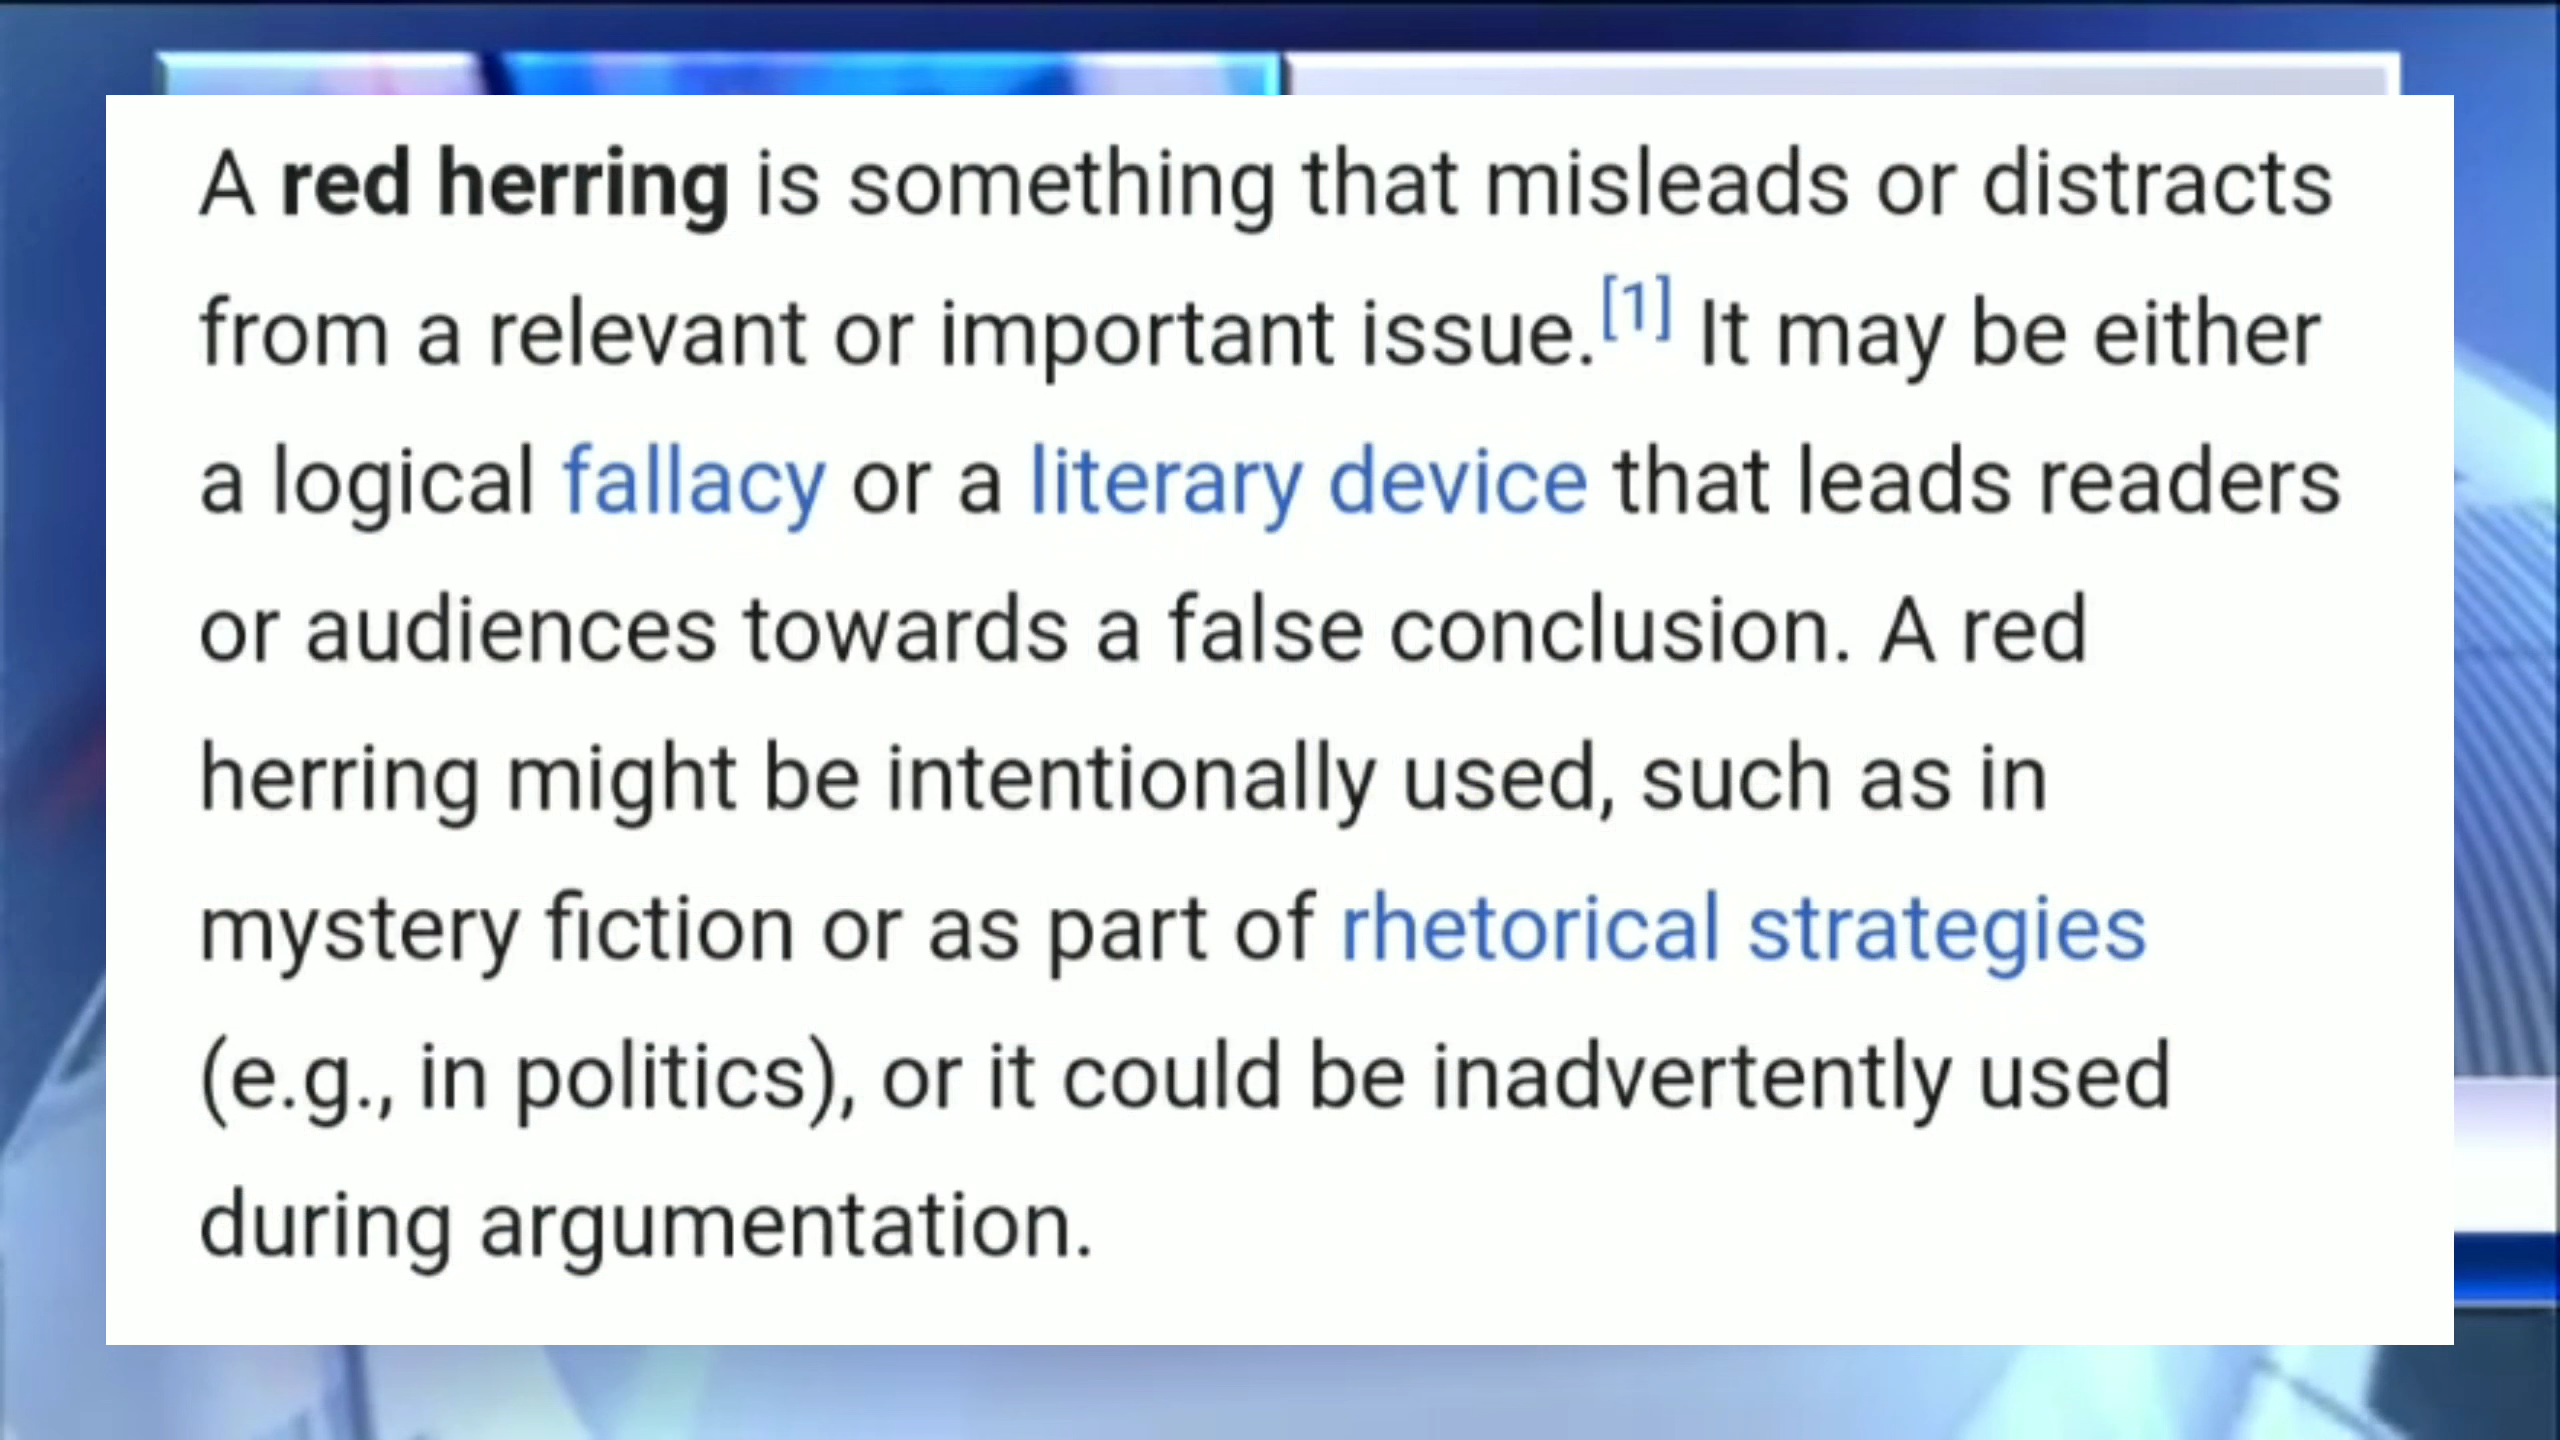 A red herring is something that misleads or distracts
from a relevant or important issue.[1] It may be either
a logical fallacy or a literary device that leads readers
or audiences towards a false conclusion. A red
herring might be intentionally used, such as in
mystery fiction or as part of rhetorical strategies
(e.g., in politics), or it could be inadvertently used
during argumentation.